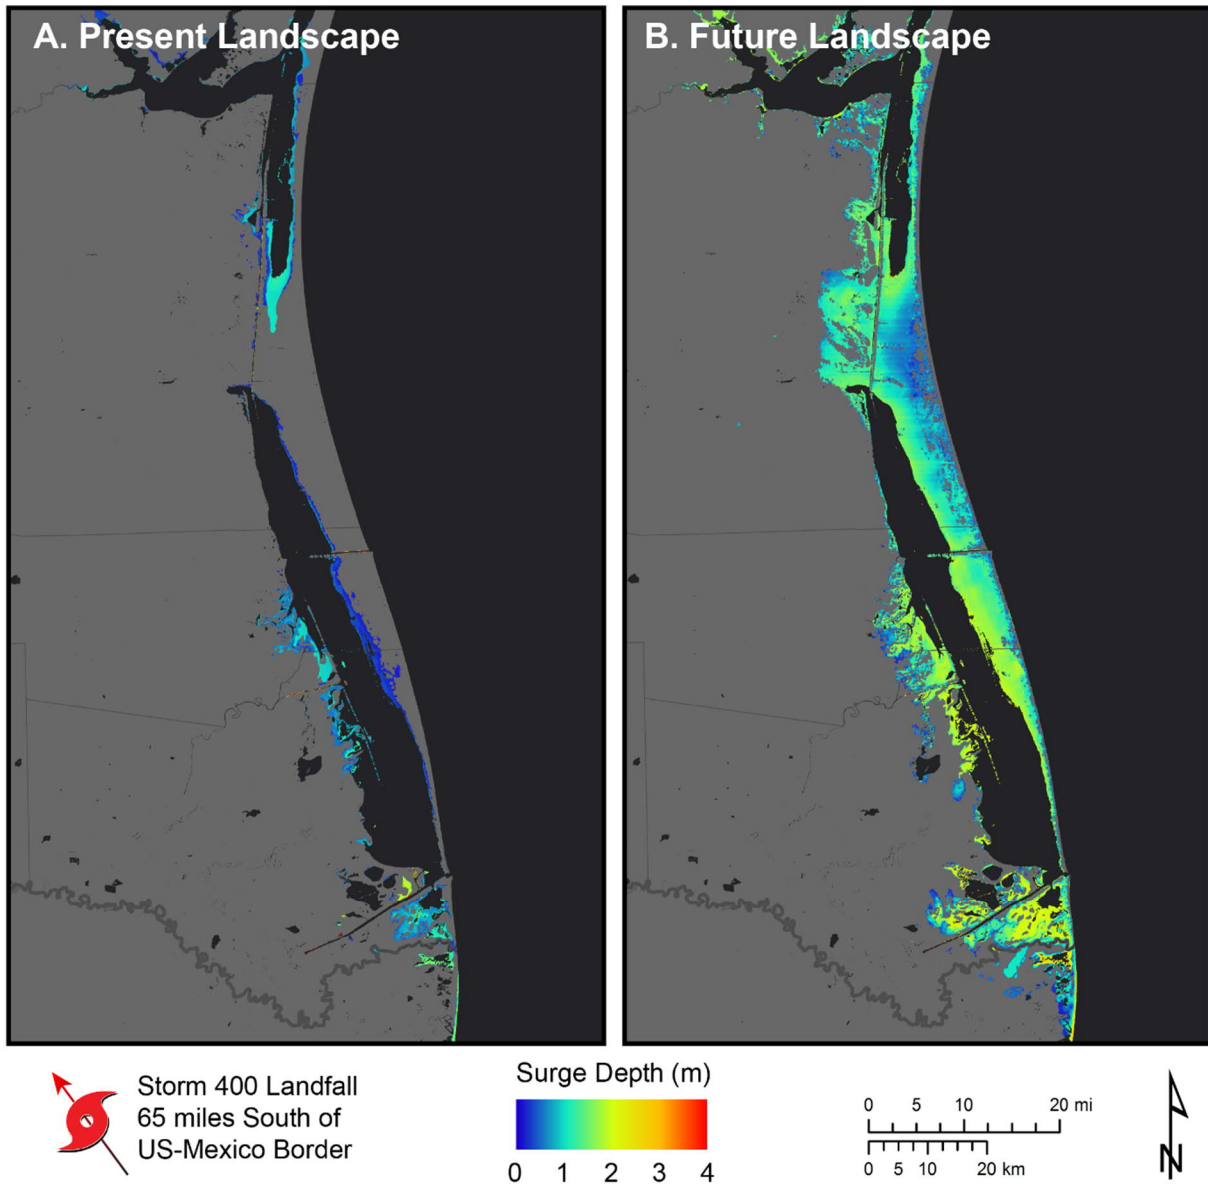 A. Present Landscape
B. Future Landscape
Storm 400 Landfall
65 miles South of
US-Mexico Border
Surge Depth (m)
0 1 2 3 4
0 5 10 20 mi
0 5 10 20 km
N